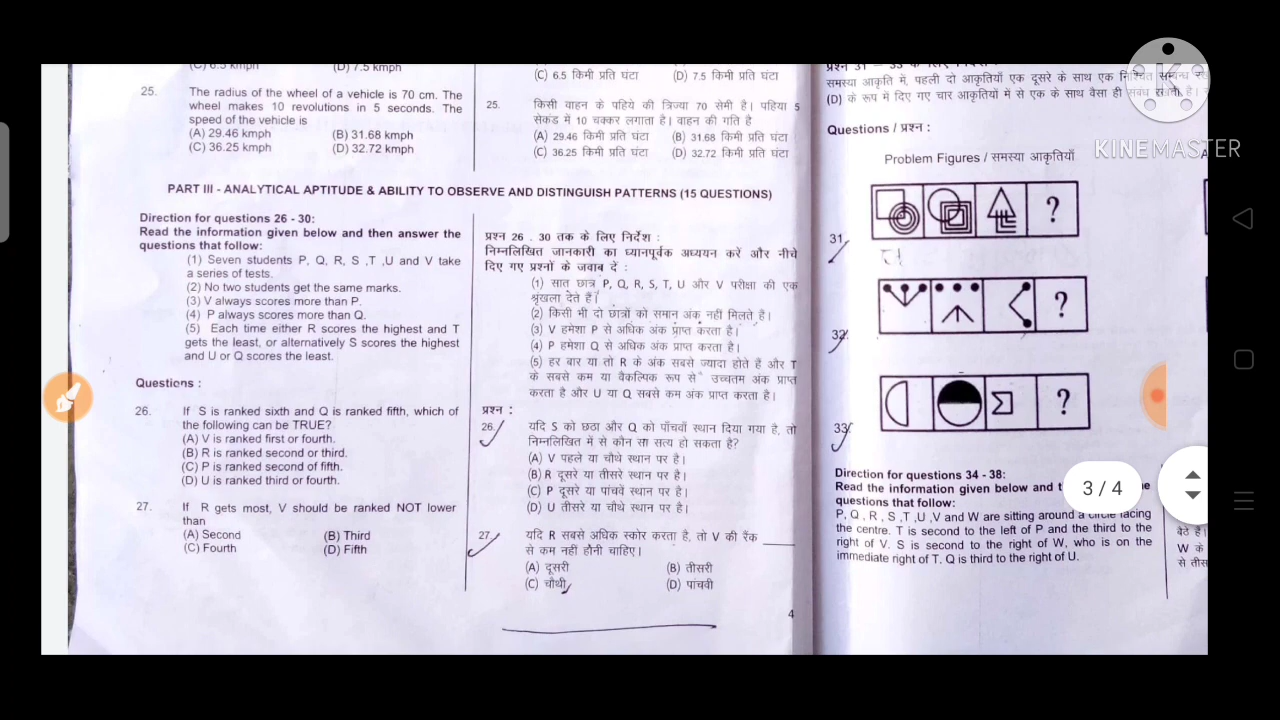 (C) 6.5 kmph (D) 7.5 kmph
25. The radius of the wheel of a vehicle is 70 cm. The
wheel makes 10 revolutions in 5 seconds. The
speed of the vehicle is
(A) 29.46 kmph (B) 31.68 kmph
(C) 36.25 kmph (D) 32.72 kmph
(C) 6.5 किमी प्रति घंटा (D) 7.5 किमी प्रति घंटा
25. किसी वाहन के पहिये की त्रिज्या 70 सेमी है। पहिया 5
सेकंड में 10 चक्कर लगाता है। वाहन की गति है
(A) 29.46 किमी प्रति घंटा (B) 31.68 किमी प्रति घंटा
(C) 36.25 किमी प्रति घंटा (D) 32.72 किमी प्रति घंटा
PART III - ANALYTICAL APTITUDE & ABILITY TO OBSERVE AND DISTINGUISH PATTERNS (15 QUESTIONS)
Direction for questions 26 - 30:
Read the information given below and then answer the
questions that follow:
(1) Seven students P, Q, R, S ,T ,U and V take
a series of tests.
(2) No two students get the same marks.
(3) V always scores more than P.
(4) P always scores more than Q.
(5) Each time either R scores the highest and T
gets the least, or alternatively S scores the highest
and U or Q scores the least.
Questions :
26. If S is ranked sixth and Q is ranked fifth, which of
the following can be TRUE?
(A) V is ranked first or fourth.
(B) R is ranked second or third.
(C) P is ranked second of fifth.
(D) U is ranked third or fourth.
27. If R gets most, V should be ranked NOT lower
than
(A) Second (B) Third
(C) Fourth (D) Fifth
प्रश्न 26 . 30 तक के लिए निर्देश :
निम्नलिखित जानकारी का ध्यानपूर्वक अध्ययन करें और नीचे
दिए गए प्रश्नों के जवाब दें :
(1) सात छात्र P, Q, R, S, T, U और V परीक्षा की एक
श्रृंखला देते हैं।
(2) किसी भी दो छात्रों को समान अंक नहीं मिलते है।
(3) V हमेशा P से अधिक अंक प्राप्त करता है।
(4) P हमेशा Q से अधिक अंक प्राप्त करता है।
(5) हर बार या तो R के अंक सबसे ज्यादा होते हैं और T
के सबसे कम या वैकल्पिक रूप से उच्चतम अंक प्राप्त
करता है और U या Q सबसे कम अंक प्राप्त करता है।
प्रश्न :
26. यदि S को छठा और Q को पाँचवाँ स्थान दिया गया है, तो
निम्नलिखित में से कौन सा सत्य हो सकता है?
(A) V पहले या चौथे स्थान पर है।
(B) R दूसरे या तीसरे स्थान पर है।
(C) P दूसरे या पांचवें स्थान पर है।
(D) U तीसरे या चौथे स्थान पर है।
27. यदि R सबसे अधिक स्कोर करता है, तो V की रैंक ____
से कम नहीं होनी चाहिए।
(A) दूसरी (B) तीसरी
(C) चौथी (D) पांचवी
4
समस्या आकृति में, पहली दो आकृतियाँ एक दूसरे के साथ एक निश्चित सम्बन्ध
(D) के रूप में दिए गए चार आकृतियों में से एक के साथ वैसा ही संबंध
Questions / प्रश्न :
Problem Figures / समस्या आकृतियाँ
31. ?
32. ?
33. ?
Direction for questions 34 - 38:
Read the information given below and
questions that follow:
P, Q , R , S ,T ,U ,V and W are sitting around a circle facing
the centre. T is second to the left of P and the third to the
right of V. S is second to the right of W, who is on the
immediate right of T. Q is third to the right of U.
बैठे है।
W के
से तीस
KINEMASTER
3 / 4